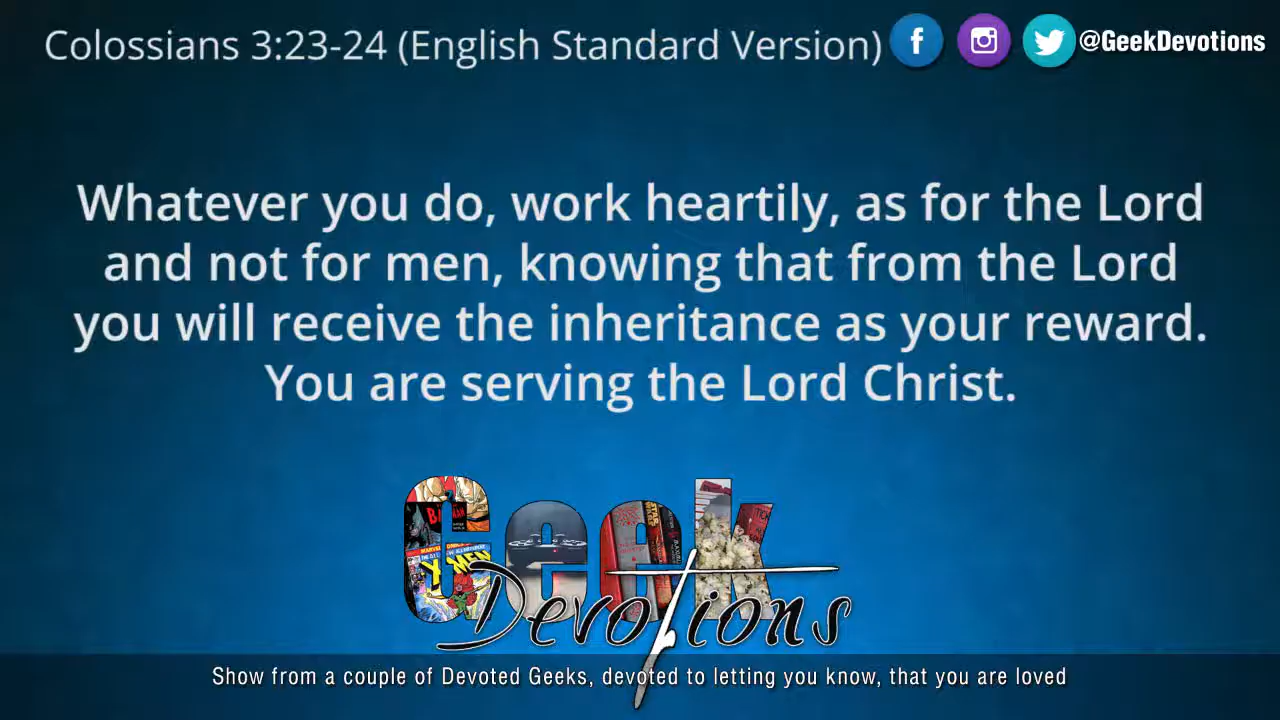 Colossians 3:23-24 (English Standard Version)
@GeekDevotions
Whatever you do, work heartily, as for the Lord
and not for men, knowing that from the Lord
you will receive the inheritance as your reward.
You are serving the Lord Christ.
Geek
Devotions
Show from a couple of Devoted Geeks, devoted to letting you know, that you are loved